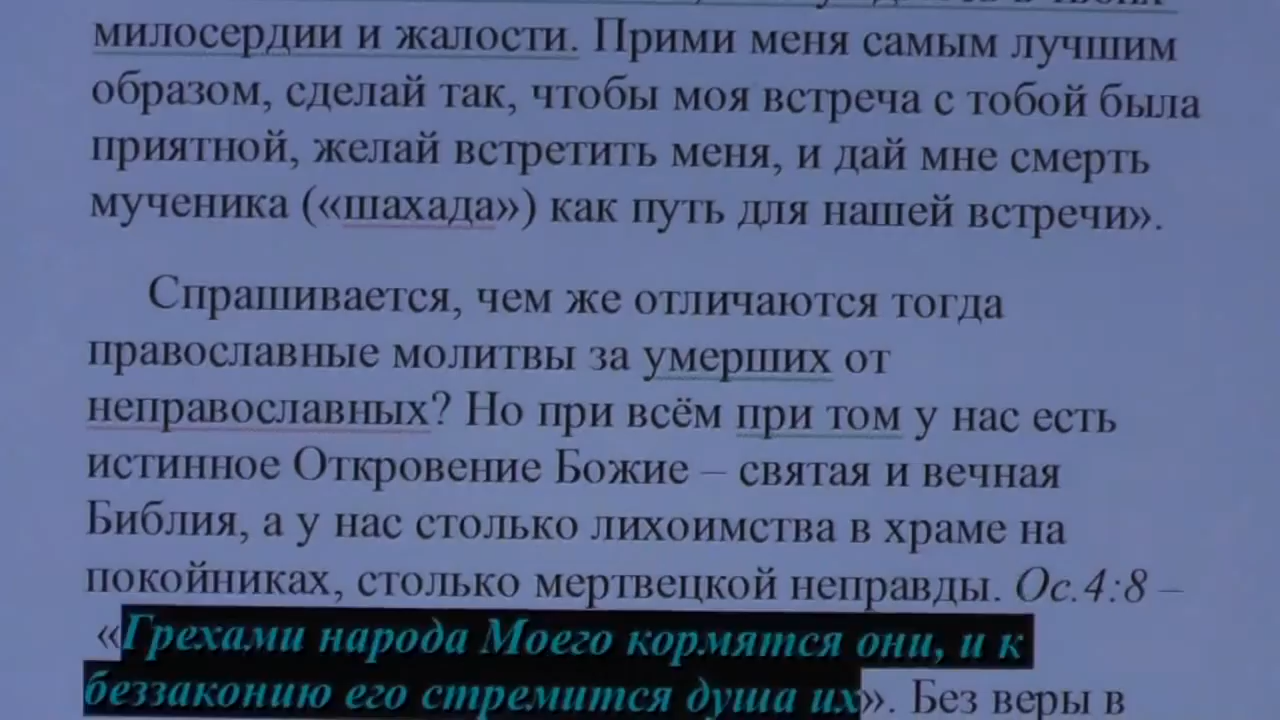 милосердии и жалости. Прими меня самым лучшим
образом, сделай так, чтобы моя встреча с тобой была
приятной, желай встретить меня, и дай мне смерть
мученика («шахада») как путь для нашей встречи».
Спрашивается, чем же отличаются тогда
православные молитвы за умерших от
неправославных? Но при всём при том у нас есть
истинное Откровение Божие – святая и вечная
Библия, а у нас столько лихоимства в храме на
покойниках, столько мертвецкой неправды. Ос.4:8 –
«Грехами народа Моего кормятся они, и к
беззаконию его стремится душа их». Без веры в